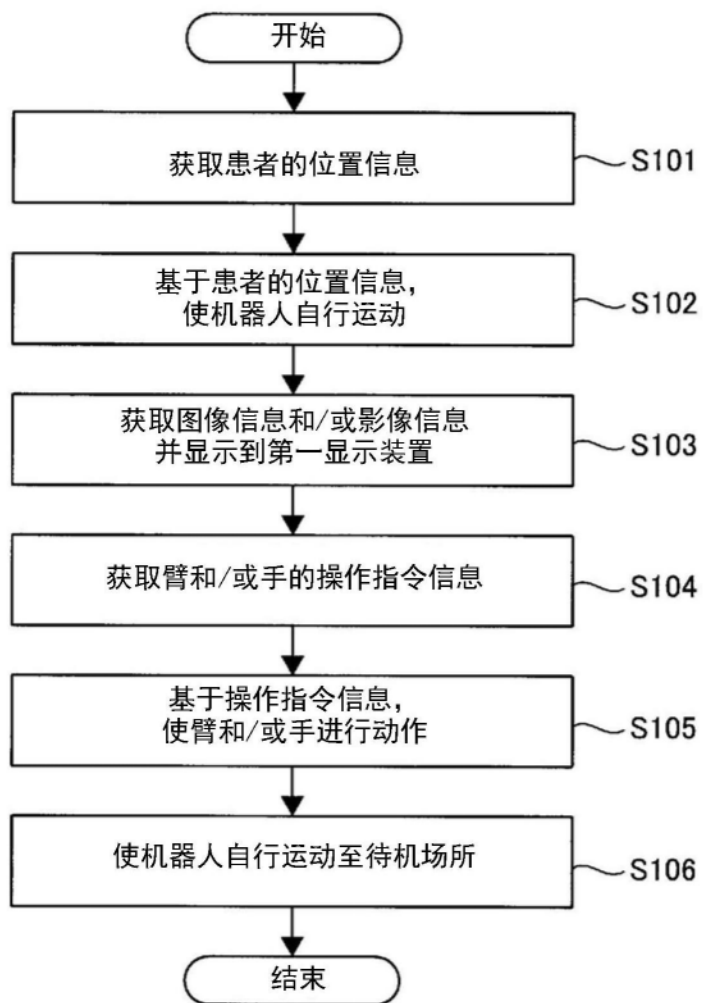 开始
获取患者的位置信息
S101
基于患者的位置信息，
使机器人自行运动
S102
获取图像信息和/或影像信息
并显示到第一显示装置
S103
获取臂和/或手的操作指令信息
S104
基于操作指令信息，
使臂和/或手进行动作
S105
使机器人自行运动至待机场所
S106
结束